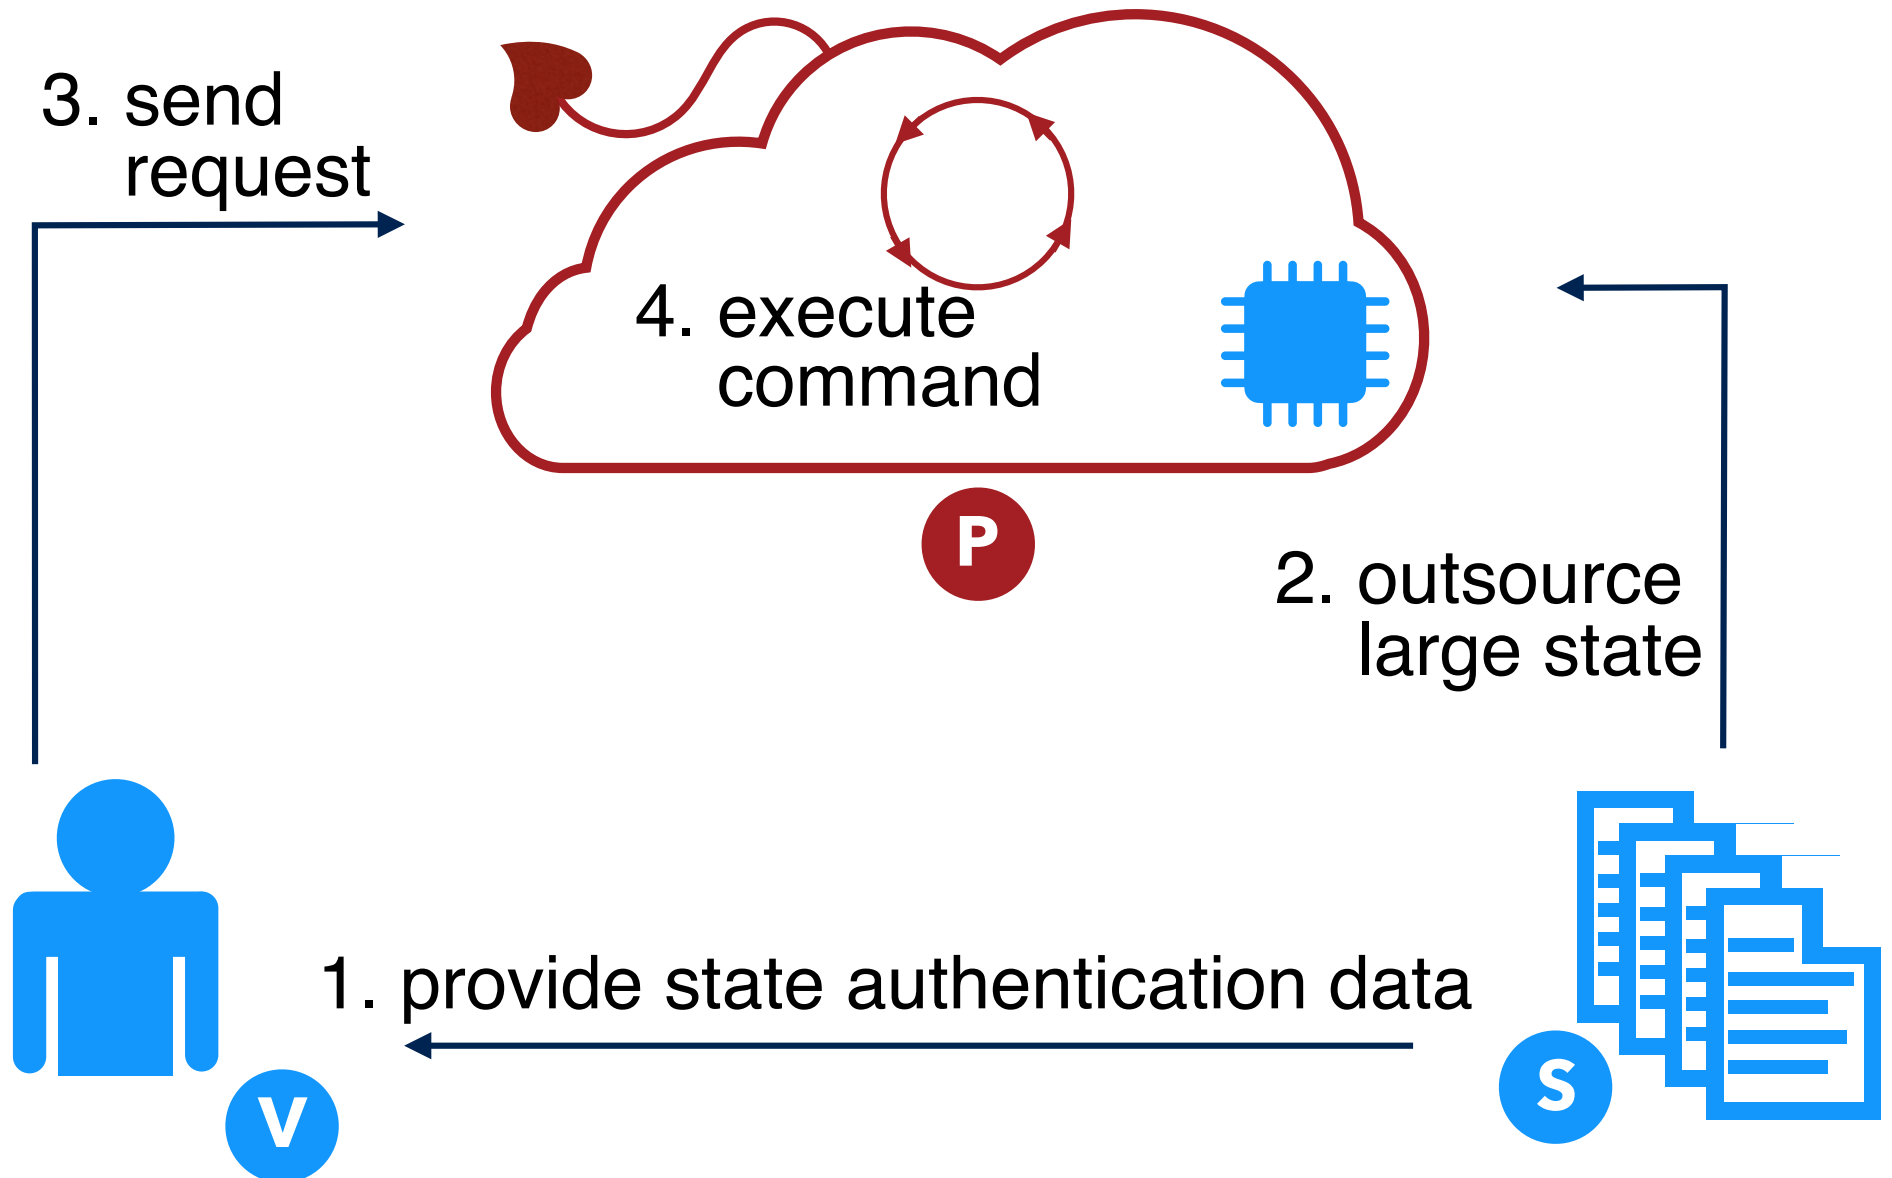 3. send
request
4. execute
command
P
2. outsource
large state
1. provide state authentication data
V
S